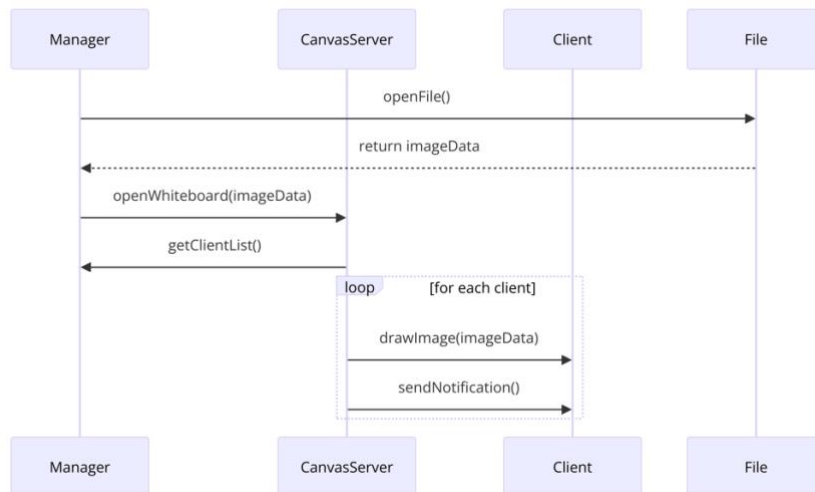 Manager CanvasServer Client File
openFile()
return imageData
openWhiteboard(imageData)
getClientList()
loop [for each client]
drawImage(imageData)
sendNotification()
Manager CanvasServer Client File